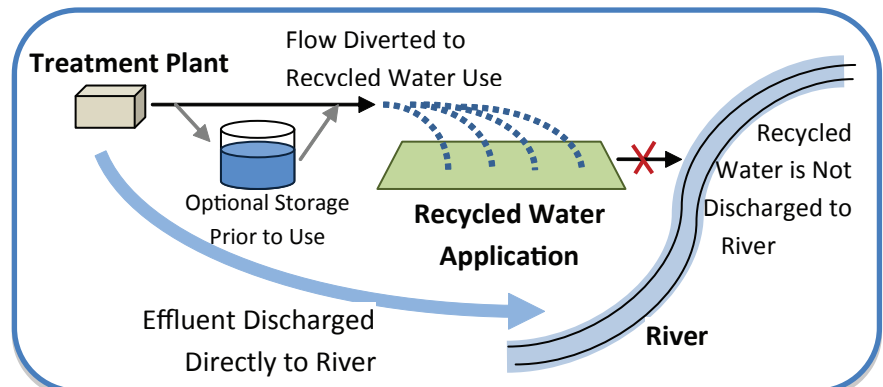 Treatment Plant
Flow Diverted to
Recycled Water Use
Optional Storage
Prior to Use
Recycled Water
Application
Recycled
Water is Not
Discharged to
River
Effluent Discharged
Directly to River
River